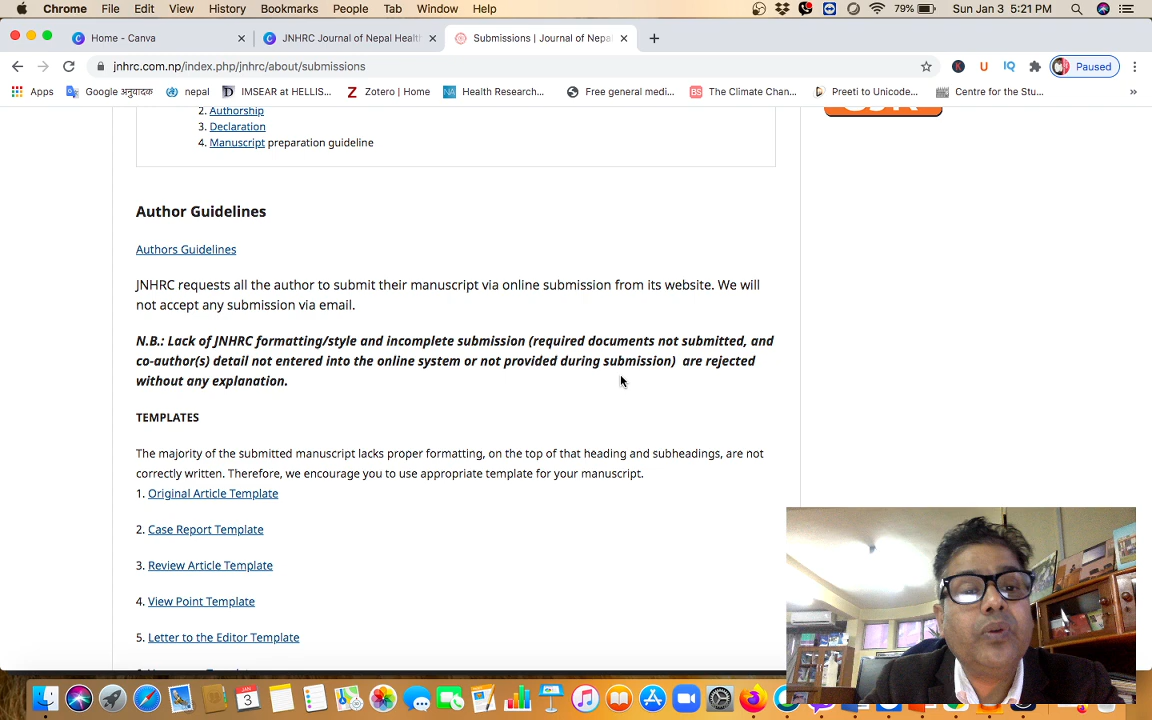 Chrome File Edit View History Bookmarks People Tab Window Help 79% Sun Jan 3 5:21 PM
Home - Canva JNHRC Journal of Nepal Healt Submissions | Journal of Nepa
jnhrc.com.np/index.php/jnhrc/about/submissions Paused
Apps Google अनुवादक nepal IMSEAR at HELLIS... Zotero | Home Health Research... Free general medi... The Climate Chan... Preeti to Unicode... Centre for the Stu...
2. Authorship
3. Declaration
4. Manuscript preparation guideline
Author Guidelines
Authors Guidelines
JNHRC requests all the author to submit their manuscript via online submission from its website. We will
not accept any submission via email.
N.B.: Lack of JNHRC formatting/style and incomplete submission (required documents not submitted, and
co-author(s) detail not entered into the online system or not provided during submission) are rejected
without any explanation.
TEMPLATES
The majority of the submitted manuscript lacks proper formatting, on the top of that heading and subheadings, are not
correctly written. Therefore, we encourage you to use appropriate template for your manuscript.
1. Original Article Template
2. Case Report Template
3. Review Article Template
4. View Point Template
5. Letter to the Editor Template